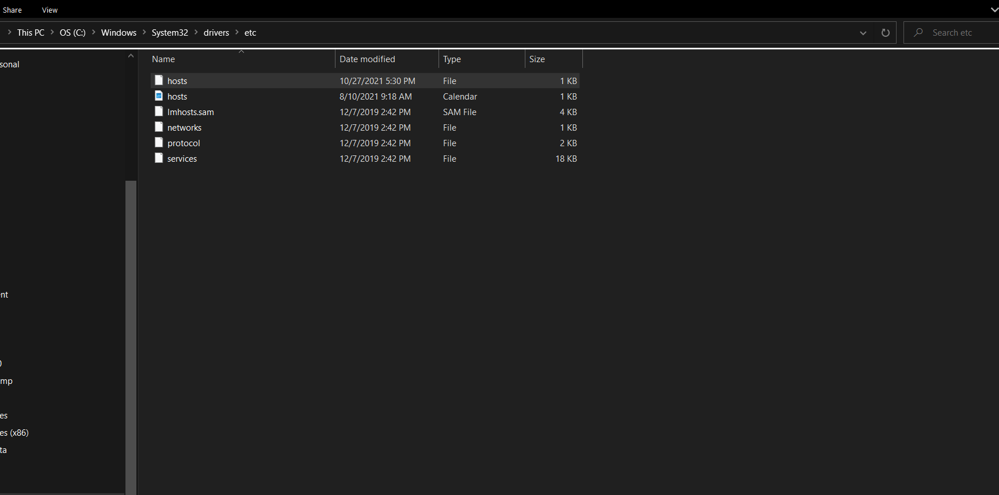 Share View
This PC > OS (C:) > Windows > System32 > drivers > etc
Search etc
sonal
ent
mp
es
es (x86)
ta
Name Date modified Type Size
hosts 10/27/2021 5:30 PM File 1 KB
hosts 8/10/2021 9:18 AM Calendar 1 KB
lmhosts.sam 12/7/2019 2:42 PM SAM File 4 KB
networks 12/7/2019 2:42 PM File 1 KB
protocol 12/7/2019 2:42 PM File 2 KB
services 12/7/2019 2:42 PM File 18 KB